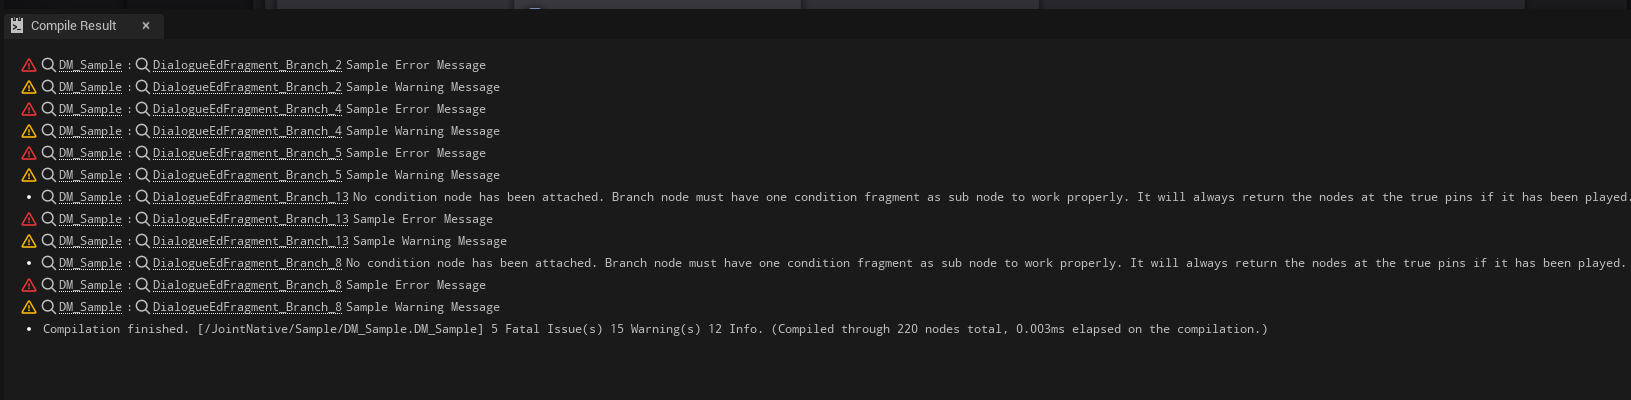 Compile Result
DM_Sample : DialogueEdFragment_Branch_2 Sample Error Message
DM_Sample : DialogueEdFragment_Branch_2 Sample Warning Message
DM_Sample : DialogueEdFragment_Branch_4 Sample Error Message
DM_Sample : DialogueEdFragment_Branch_4 Sample Warning Message
DM_Sample : DialogueEdFragment_Branch_5 Sample Error Message
DM_Sample : DialogueEdFragment_Branch_5 Sample Warning Message
• DM_Sample : DialogueEdFragment_Branch_13 No condition node has been attached. Branch node must have one condition fragment as sub node to work properly. It will always return the nodes at the true pins if it has been played.
DM_Sample : DialogueEdFragment_Branch_13 Sample Error Message
DM_Sample : DialogueEdFragment_Branch_13 Sample Warning Message
• DM_Sample : DialogueEdFragment_Branch_8 No condition node has been attached. Branch node must have one condition fragment as sub node to work properly. It will always return the nodes at the true pins if it has been played.
DM_Sample : DialogueEdFragment_Branch_8 Sample Error Message
DM_Sample : DialogueEdFragment_Branch_8 Sample Warning Message
• Compilation finished. [/JointNative/Sample/DM_Sample.DM_Sample] 5 Fatal Issue(s) 15 Warning(s) 12 Info. (Compiled through 220 nodes total, 0.003ms elapsed on the compilation.)